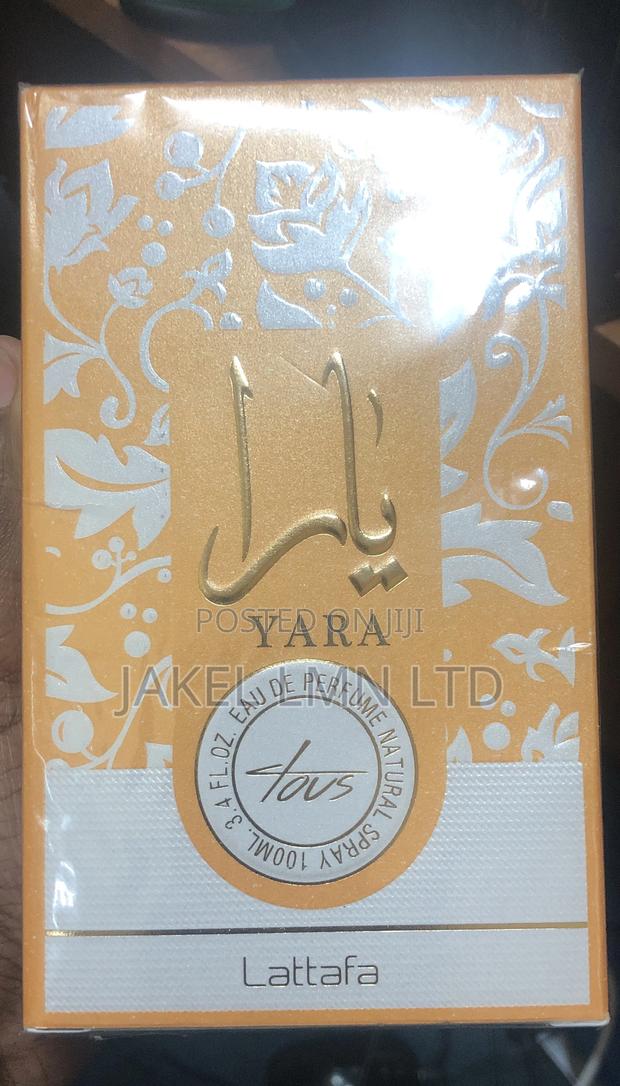 يارا
POSTED ON JIJI
YARA
JAKEL LMN LTD
3.4 FL.OZ. EAU DE PERFUME NATURAL SPRAY 100ML.
Tous
Lattafa